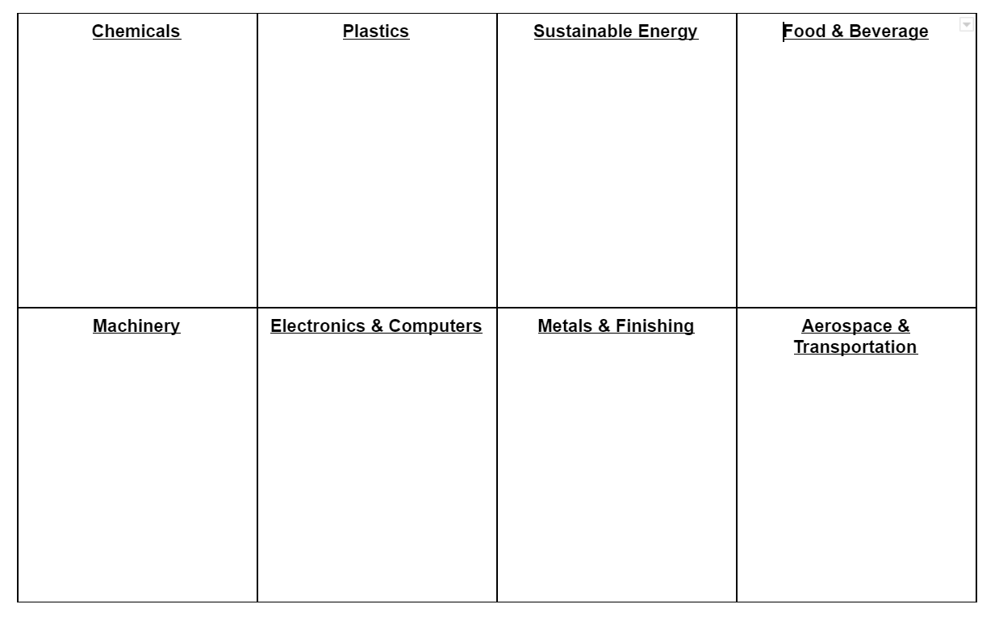 Chemicals
Plastics
Sustainable Energy
Food & Beverage
Machinery
Electronics & Computers
Metals & Finishing
Aerospace &
Transportation